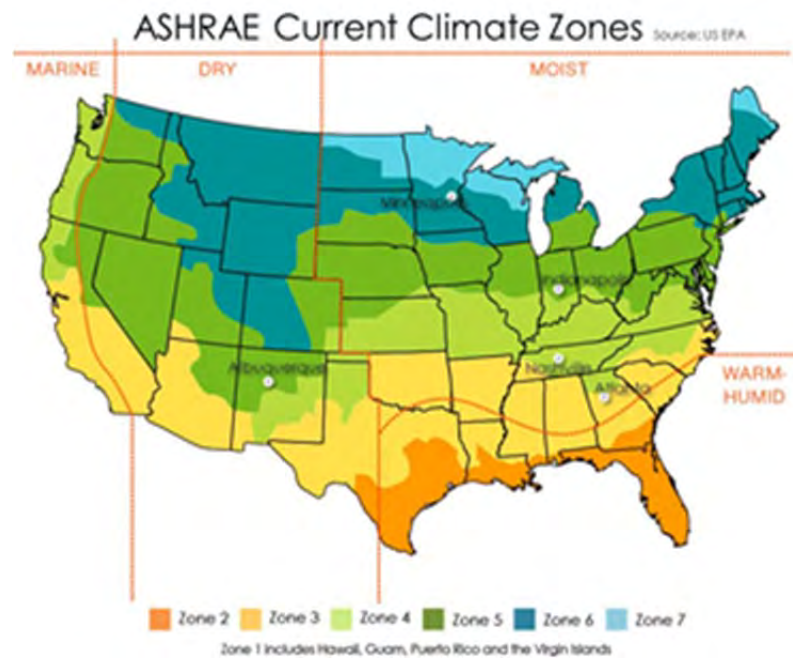 ASHRAE Current Climate Zones Source: US EPA
MARINE DRY MOIST
Minneapolis
Indianapolis
Albuquerque
Nashville
Atlanta
WARM-
HUMID
Zone 2 Zone 3 Zone 4 Zone 5 Zone 6 Zone 7
Zone 1 includes Hawaii, Guam, Puerto Rico and the Virgin Islands